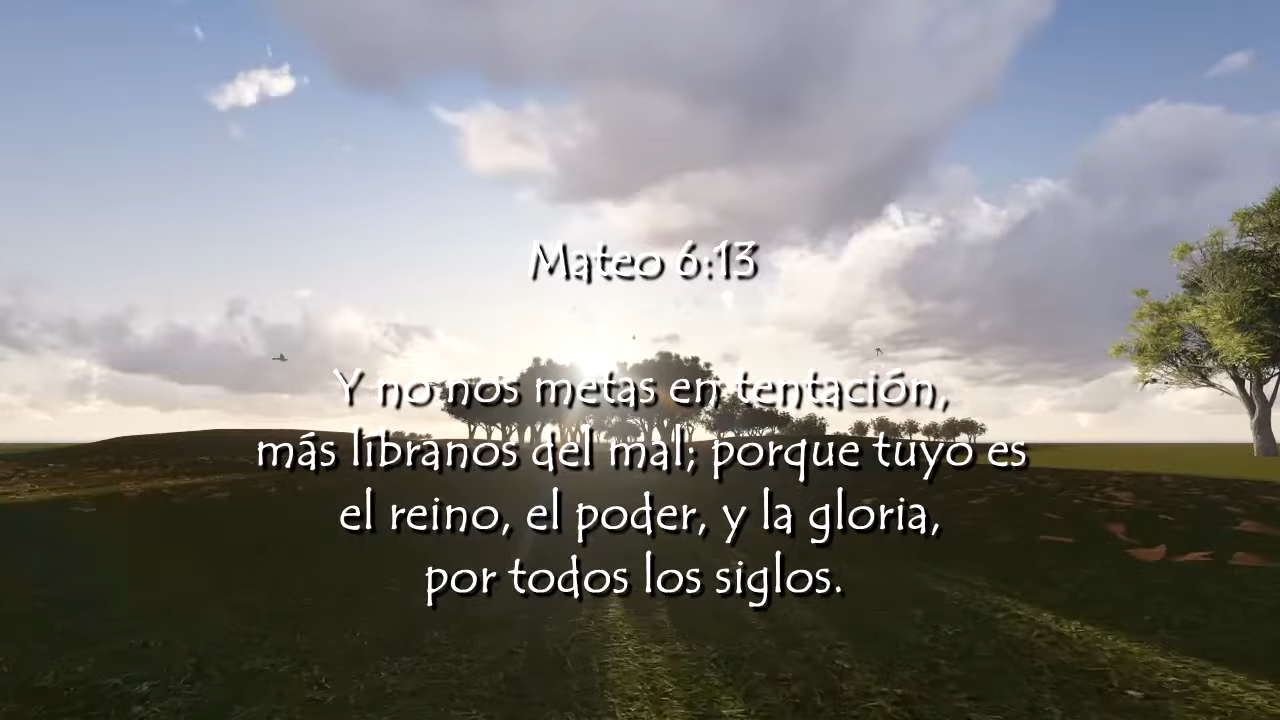 Mateo 6:13
Y no nos metas en tentación,
más líbranos del mal; porque tuyo es
el reino, el poder, y la gloria,
por todos los siglos.